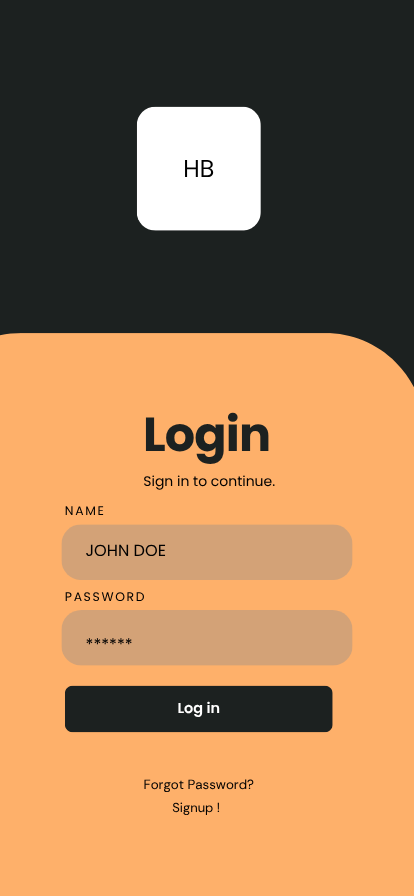 HB
Login
Sign in to continue.
NAME
JOHN DOE
PASSWORD
******
Log in
Forgot Password?
Signup !